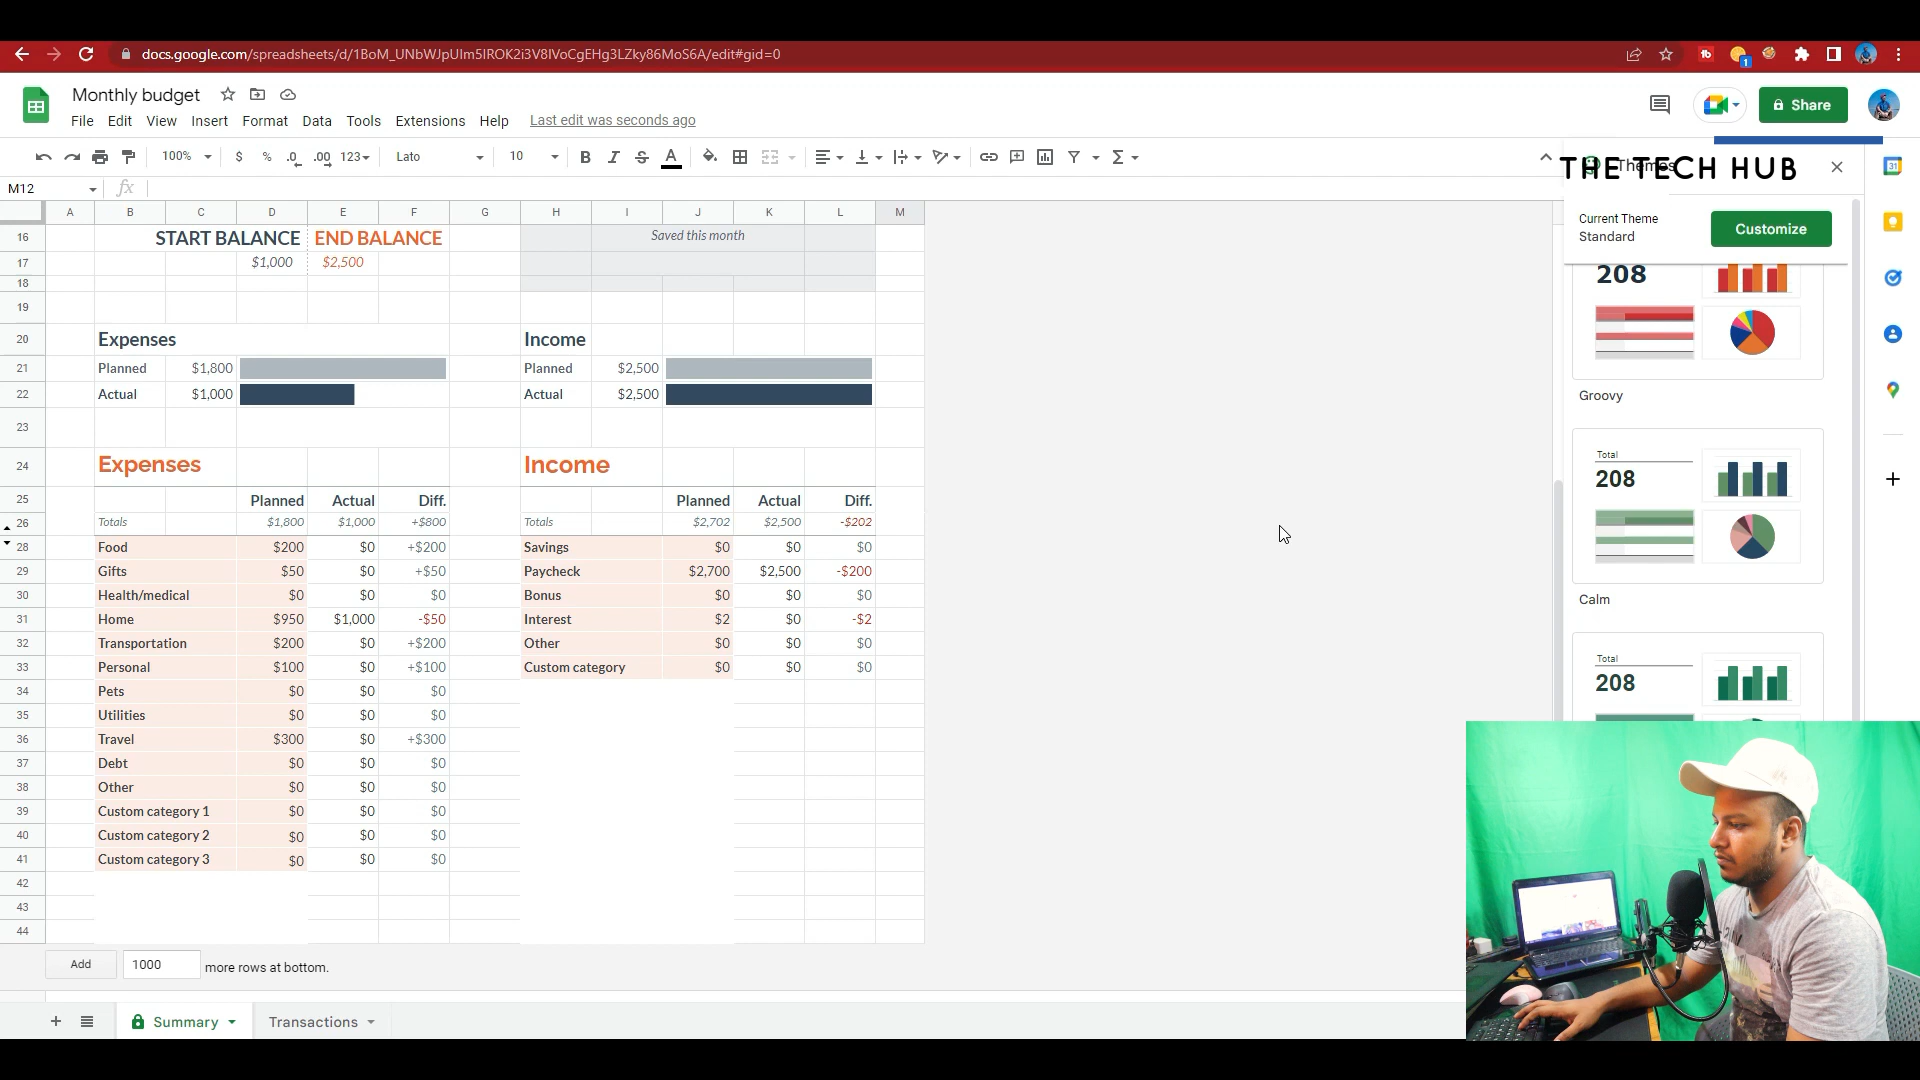 docs.google.com/spreadsheets/d/1BoM_UNbWJpUIm5IROK2i3V8IVoCgEHg3LZky86MoS6A/edit#gid=0
Monthly budget
Share
File Edit View Insert Format Data Tools Extensions Help Last edit was seconds ago
100% $ % .0 .00 123 Lato 10 B I S A
THE TECH HUB
Themes
M12 fx
Current Theme
Standard
Customize
A B C D E F G H I J K L M
16 START BALANCE END BALANCE Saved this month
17 $1,000 $2,500
18
19
20 Expenses Income
21 Planned $1,800 Planned $2,500
22 Actual $1,000 Actual $2,500
23
24 Expenses Income
25 Planned Actual Diff. Planned Actual Diff.
26 Totals $1,800 $1,000 +$800 Totals $2,702 $2,500 -$202
28 Food $200 $0 +$200 Savings $0 $0 $0
29 Gifts $50 $0 +$50 Paycheck $2,700 $2,500 -$200
30 Health/medical $0 $0 $0 Bonus $0 $0 $0
31 Home $950 $1,000 -$50 Interest $2 $0 -$2
32 Transportation $200 $0 +$200 Other $0 $0 $0
33 Personal $100 $0 +$100 Custom category $0 $0 $0
34 Pets $0 $0 $0
35 Utilities $0 $0 $0
36 Travel $300 $0 +$300
37 Debt $0 $0 $0
38 Other $0 $0 $0
39 Custom category 1 $0 $0 $0
40 Custom category 2 $0 $0 $0
41 Custom category 3 $0 $0 $0
42
43
44
Add 1000 more rows at bottom.
Summary Transactions
208
Groovy
Total
208
Calm
Total
208
31
1